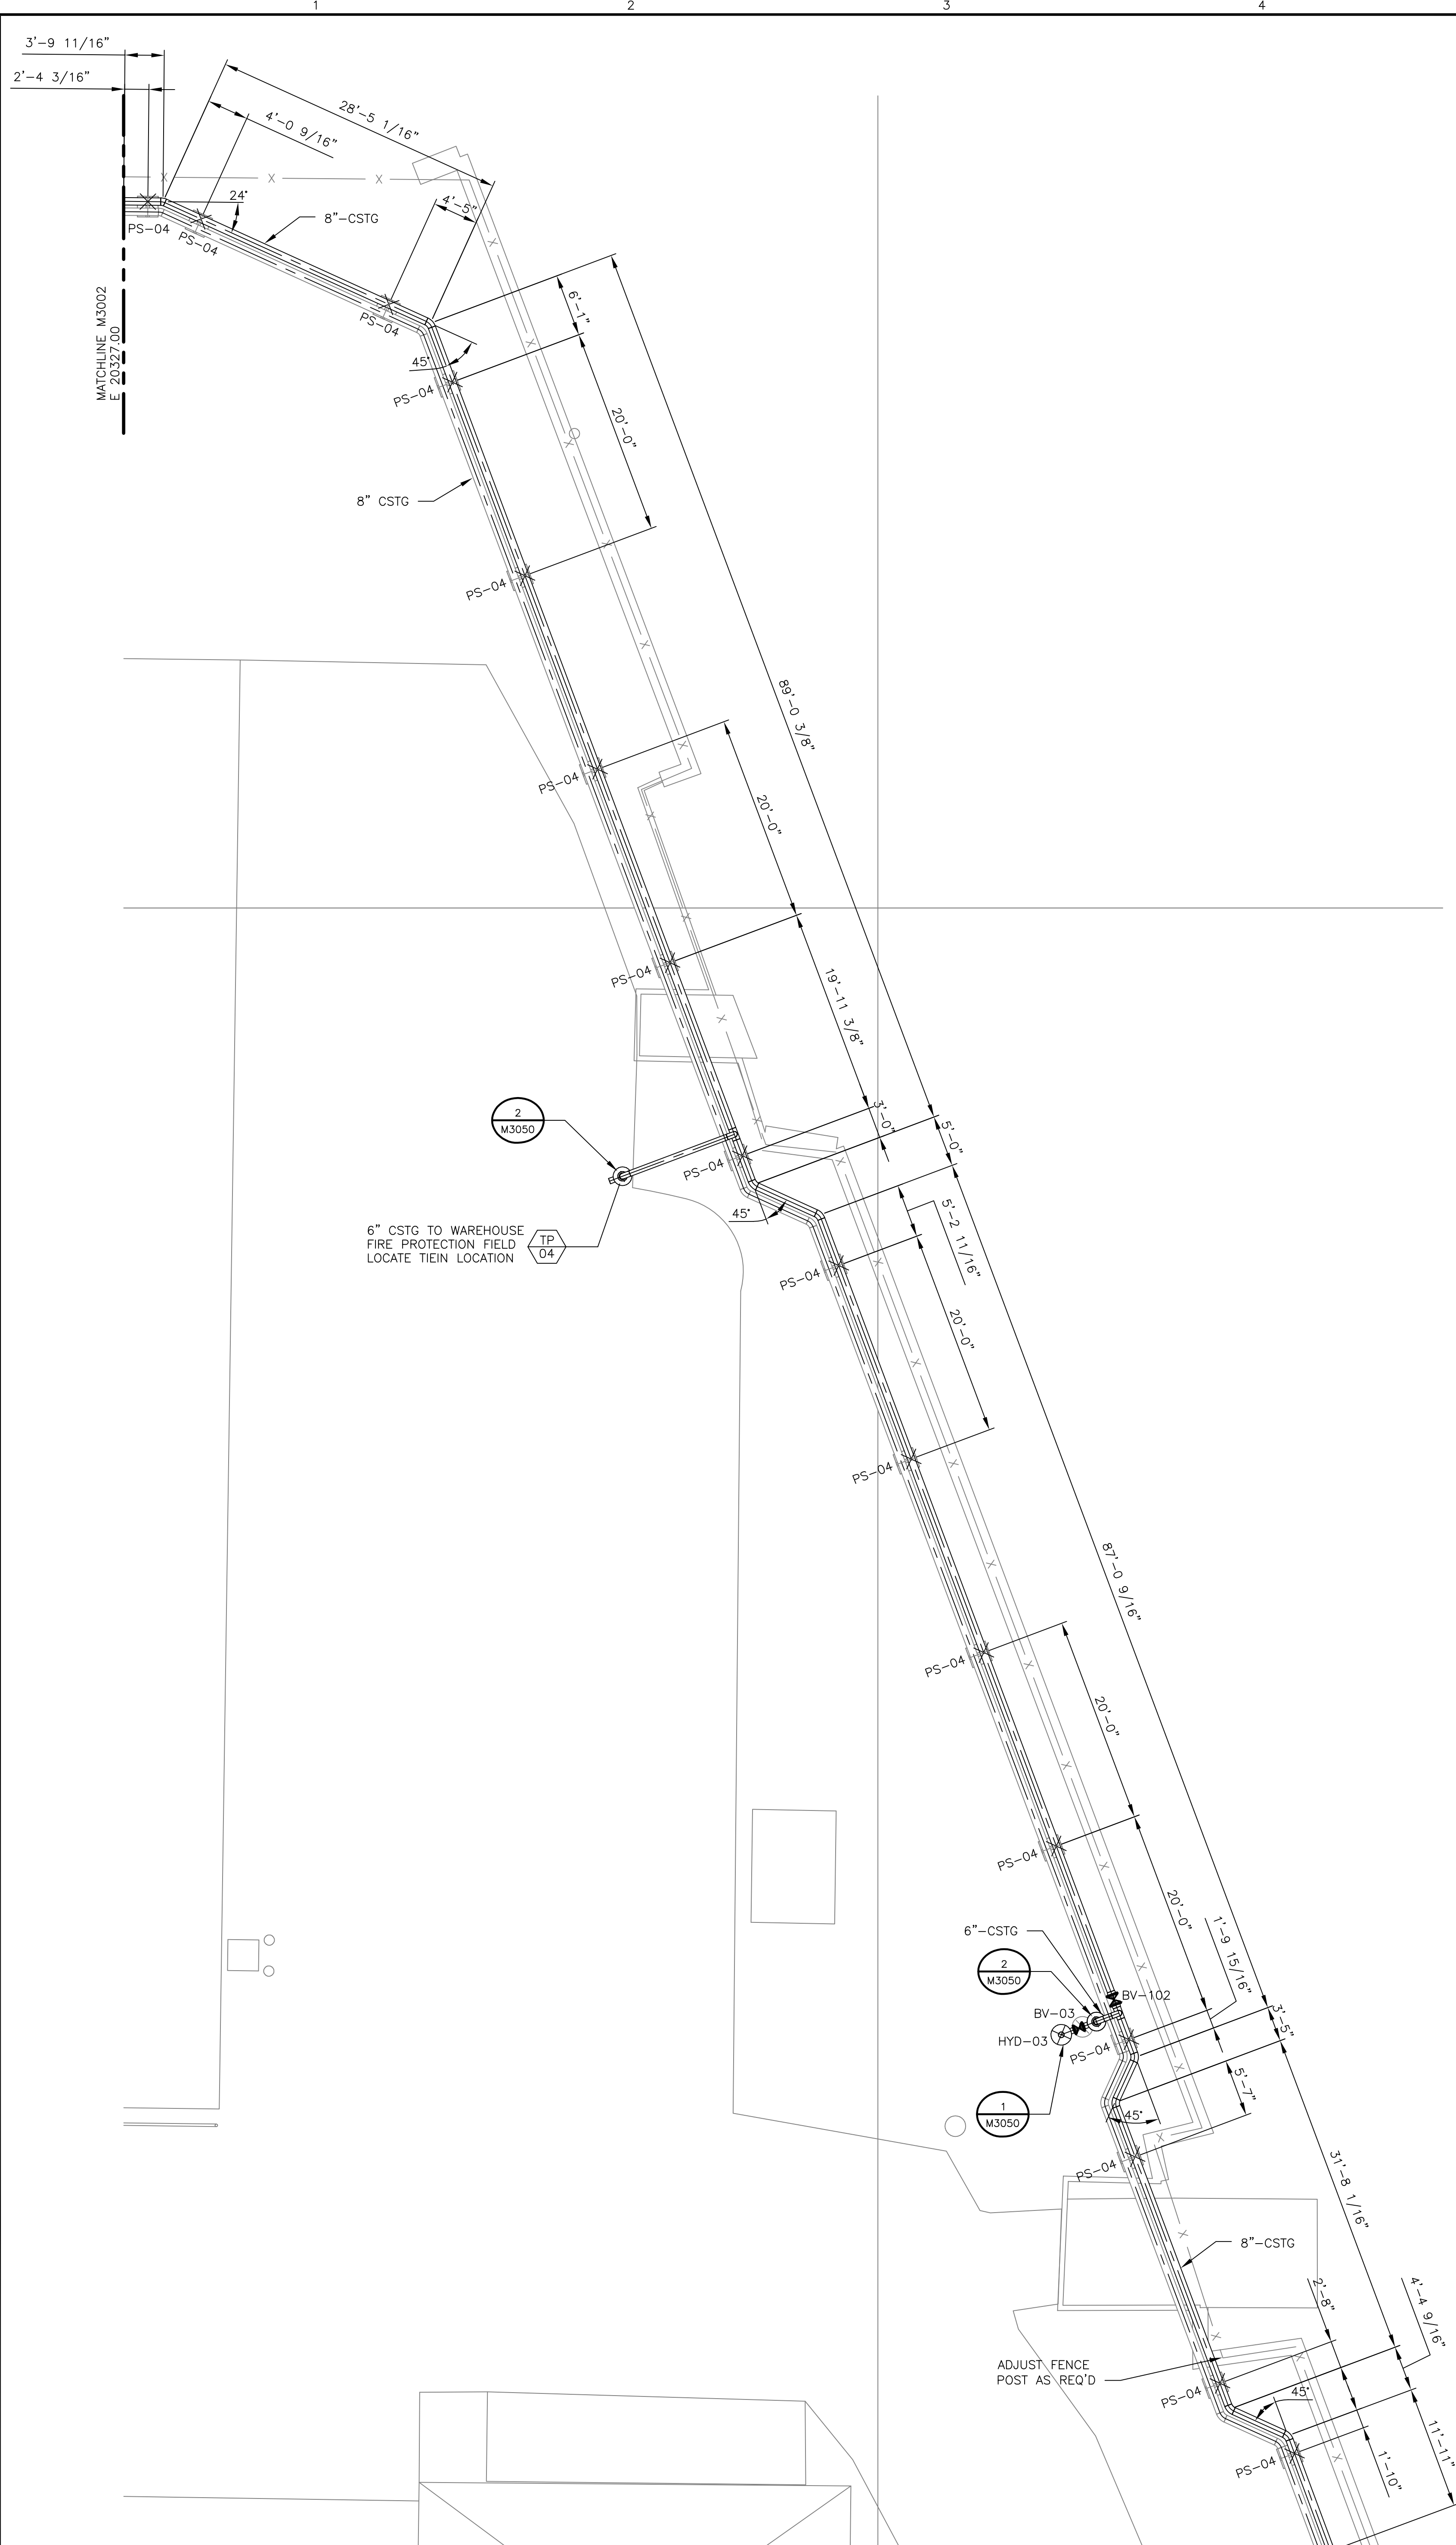 1 2 3 4
3'-9 11/16"
2'-4 3/16"
28'-5 1/16"
4'-0 9/16"
24°
8"-CSTG
4'-5"
PS-04
PS-04
PS-04
MATCHLINE M3002
E 20327.00
6'-1"
45°
PS-04
20'-0"
8" CSTG
PS-04
89'-0 3/8"
PS-04
20'-0"
PS-04
19'-11 3/8"
2
M3050
3'-0"
5'-0"
PS-04
45°
5'-2 11/16"
6" CSTG TO WAREHOUSE
FIRE PROTECTION FIELD
LOCATE TIEIN LOCATION
TP
04
PS-04
20'-0"
PS-04
87'-0 9/16"
PS-04
20'-0"
PS-04
20'-0"
1'-9 15/16"
6"-CSTG
2
M3050
BV-102
BV-03
HYD-03
PS-04
3'-5"
5'-7"
1
M3050
45°
PS-04
31'-8 1/16"
8"-CSTG
2'-8"
4'-4 9/16"
ADJUST FENCE
POST AS REQ'D
PS-04
45°
PS-04
1'-10"
11'-11"